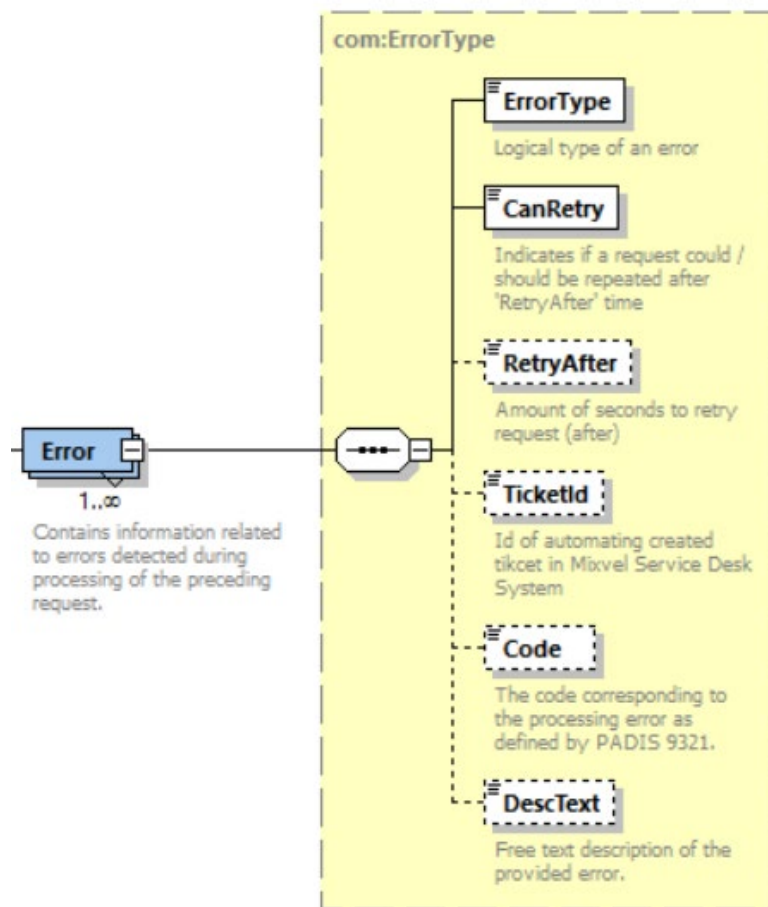 com:ErrorType
ErrorType
Logical type of an error
CanRetry
Indicates if a request could /
should be repeated after
'RetryAfter' time
RetryAfter
Amount of seconds to retry
request (after)
Error
1..∞
Contains information related
to errors detected during
processing of the preceding
request.
TicketId
Id of automating created
tikcet in Mixvel Service Desk
System
Code
The code corresponding to
the processing error as
defined by PADIS 9321.
DescText
Free text description of the
provided error.